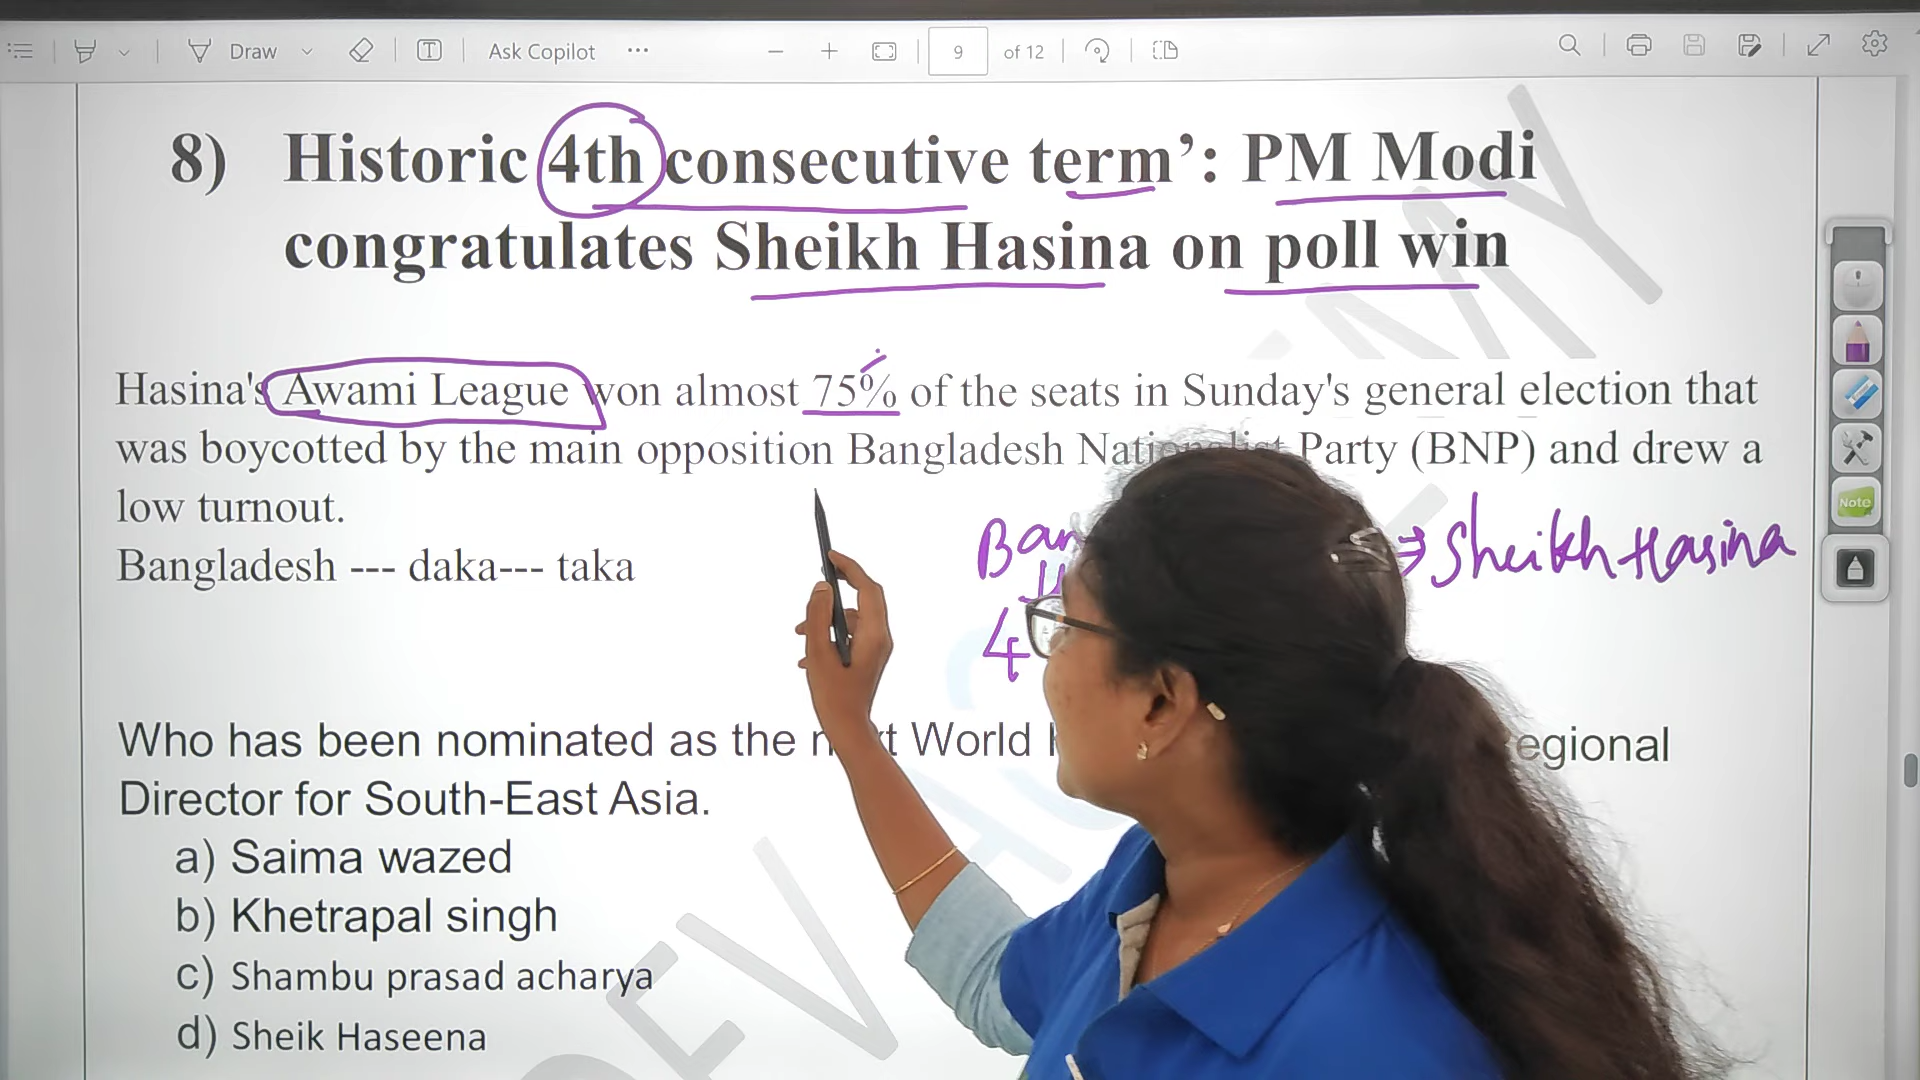 Draw
Ask Copilot
9 of 12
8) Historic 4th consecutive term’: PM Modi
congratulates Sheikh Hasina on poll win
Hasina's Awami League won almost 75% of the seats in Sunday's general election that
was boycotted by the main opposition Bangladesh Nationalist Party (BNP) and drew a
low turnout.
Bangladesh --- daka--- taka
Sheikh Hasina
4
Who has been nominated as the next World egional
Director for South-East Asia.
a) Saima wazed
b) Khetrapal singh
c) Shambu prasad acharya
d) Sheik Haseena
Note